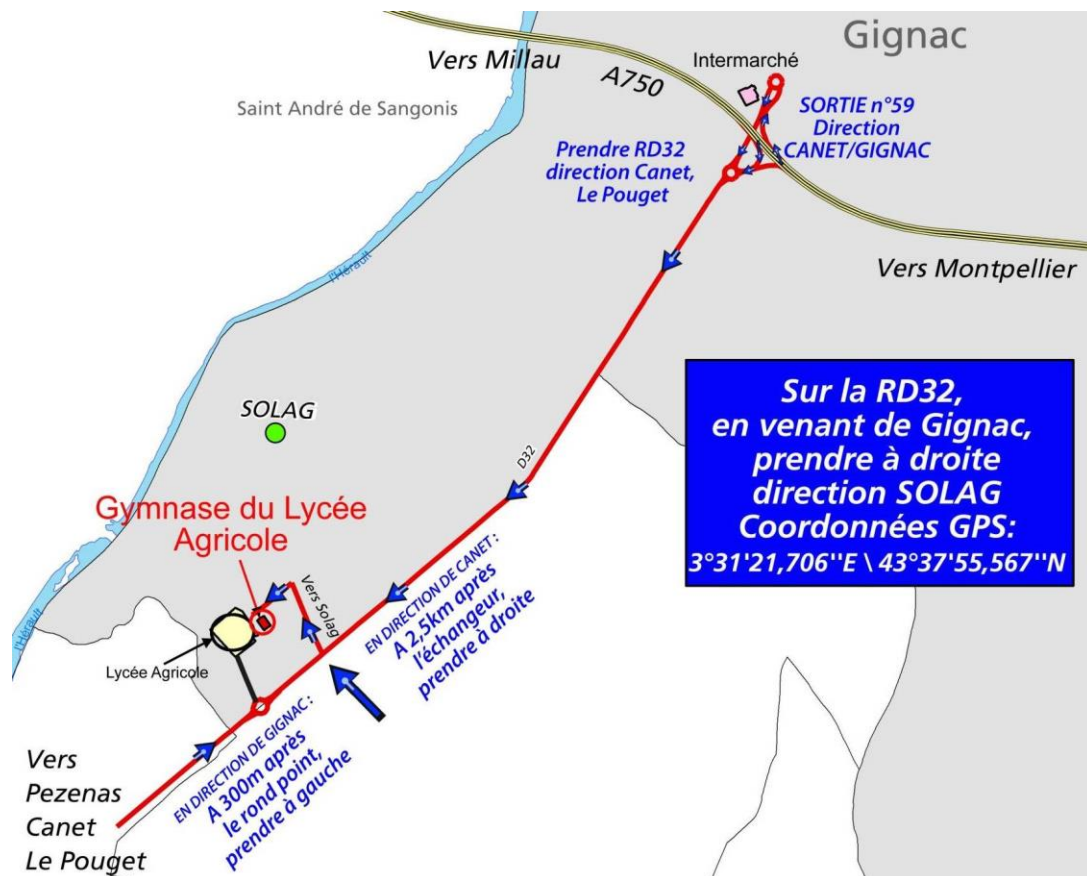 Gignac
Vers Millau
Intermarché
A750
Saint André de Sangonis
SORTIE n°59
Direction
CANET/GIGNAC
Prendre RD32
direction Canet,
Le Pouget
l'Hérault
Vers Montpellier
Sur la RD32,
en venant de Gignac,
prendre à droite
direction SOLAG
Coordonnées GPS:
3°31'21,706''E \ 43°37'55,567''N
SOLAG
D32
Gymnase du Lycée
Agricole
EN DIRECTION DE CANET :
A 2,5km après
l'échangeur,
prendre à droite
Vers Solag
l'Hérault
Lycée Agricole
EN DIRECTION DE GIGNAC :
A 300m après
le rond point,
prendre à gauche
Vers
Pezenas
Canet
Le Pouget